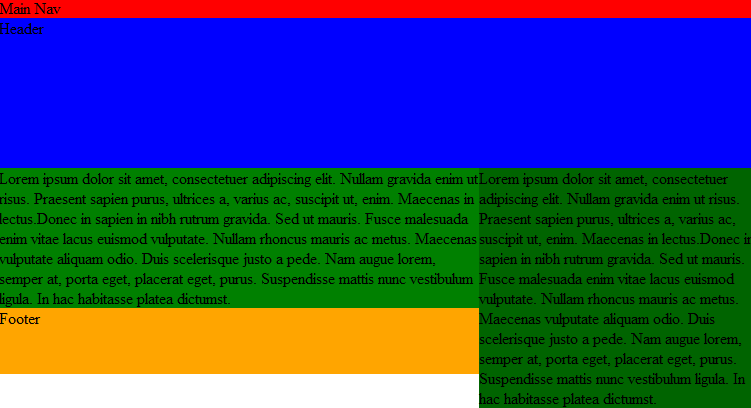 Main Nav
Header
Lorem ipsum dolor sit amet, consectetuer adipiscing elit. Nullam gravida enim ut
risus. Praesent sapien purus, ultrices a, varius ac, suscipit ut, enim. Maecenas in
lectus.Donec in sapien in nibh rutrum gravida. Sed ut mauris. Fusce malesuada
enim vitae lacus euismod vulputate. Nullam rhoncus mauris ac metus. Maecenas
vulputate aliquam odio. Duis scelerisque justo a pede. Nam augue lorem,
semper at, porta eget, placerat eget, purus. Suspendisse mattis nunc vestibulum
ligula. In hac habitasse platea dictumst.
Lorem ipsum dolor sit amet, consectetuer
adipiscing elit. Nullam gravida enim ut risus.
Praesent sapien purus, ultrices a, varius ac,
suscipit ut, enim. Maecenas in lectus.Donec in
sapien in nibh rutrum gravida. Sed ut mauris.
Fusce malesuada enim vitae lacus euismod
vulputate. Nullam rhoncus mauris ac metus.
Maecenas vulputate aliquam odio. Duis
scelerisque justo a pede. Nam augue lorem,
semper at, porta eget, placerat eget, purus.
Suspendisse mattis nunc vestibulum ligula. In
hac habitasse platea dictumst.
Footer